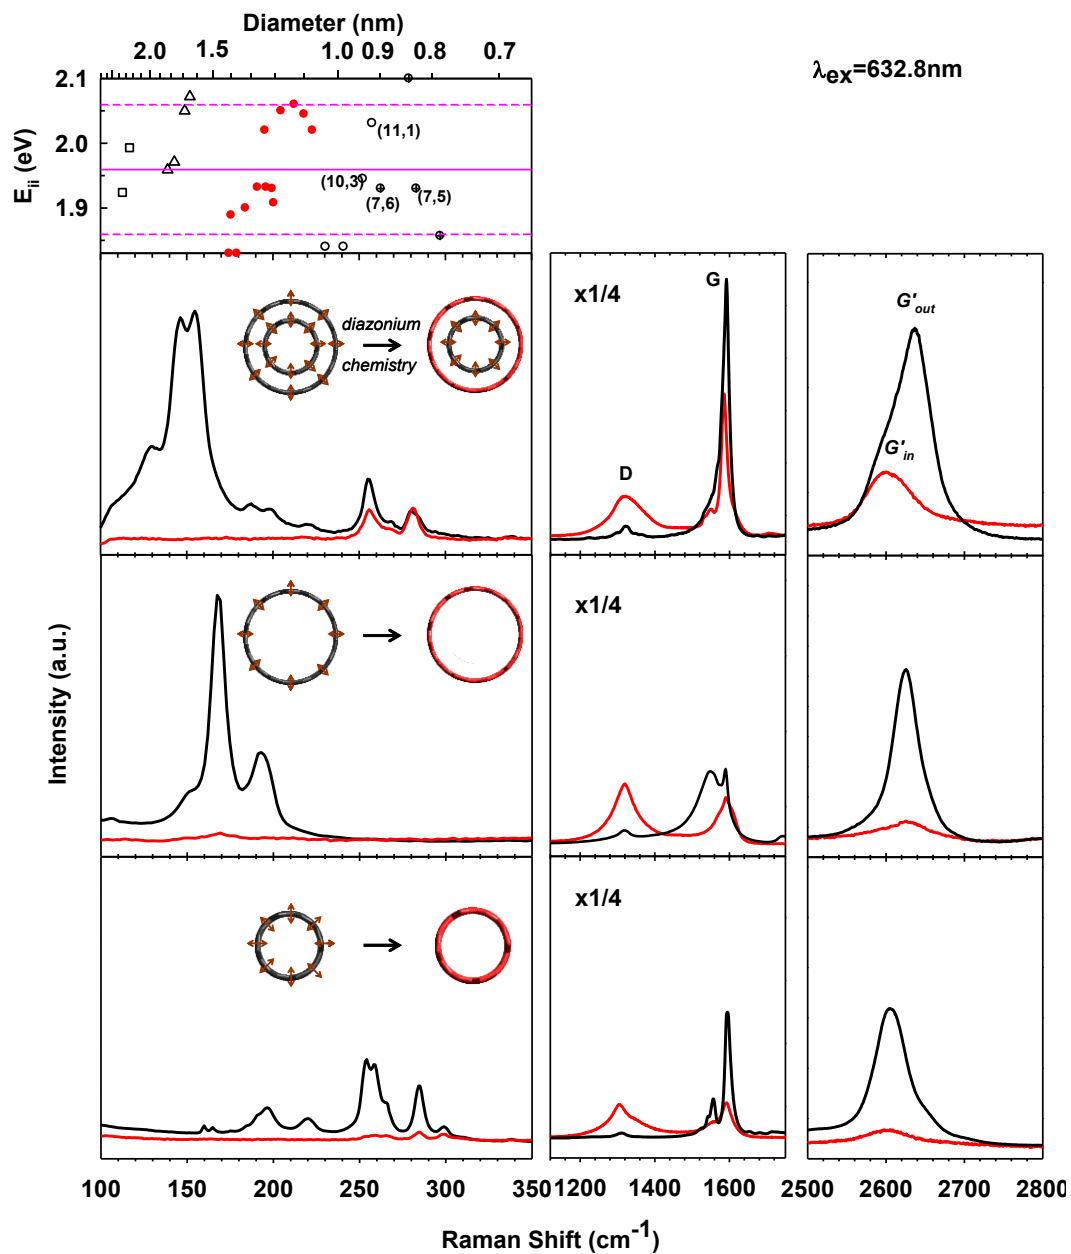 Diameter (nm)
2.0 1.5 1.0 0.9 0.8 0.7
λex=632.8nm
2.1
2.0
1.9
Eii (eV)
(11,1)
(10,3)
(7,6)
(7,5)
x1/4
G
D
G'out
G'in
diazonium
chemistry
x1/4
x1/4
Intensity (a.u.)
100 150 200 250 300 350 1200 1400 1600 2500 2600 2700 2800
Raman Shift (cm-1)